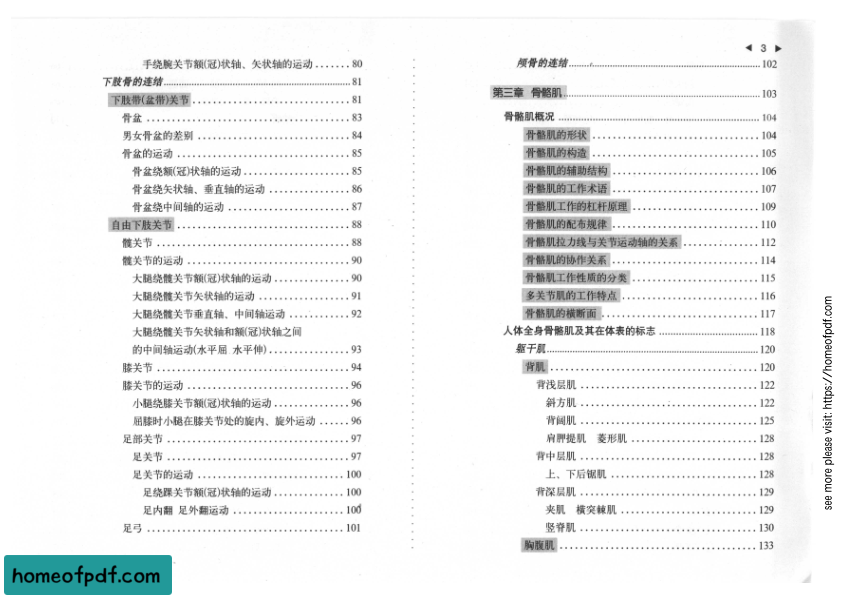 手绕腕关节额(冠)状轴、矢状轴的运动 ....... 80
下肢骨的连结 ........ 81
下肢带(盆带)关节 ........ 81
骨盆 ........ 83
男女骨盆的差别 ........ 84
骨盆的运动 ........ 85
骨盆绕额(冠)状轴的运动 ........ 85
骨盆绕矢状轴、垂直轴的运动 ........ 86
骨盆绕中间轴的运动 ........ 87
自由下肢关节 ........ 88
髋关节 ........ 88
髋关节的运动 ........ 90
大腿绕髋关节额(冠)状轴的运动 ........ 90
大腿绕髋关节矢状轴的运动 ........ 91
大腿绕髋关节垂直轴、中间轴运动 ........ 92
大腿绕髋关节矢状轴和额(冠)状轴之间
的中间轴运动(水平屈 水平伸) ........ 93
膝关节 ........ 94
膝关节的运动 ........ 96
小腿绕膝关节额(冠)状轴的运动 ........ 96
屈膝时小腿在膝关节处的旋内、旋外运动 ...... 96
足部关节 ........ 97
足关节 ........ 97
足关节的运动 ........ 100
足绕踝关节额(冠)状轴的运动 ........ 100
足内翻 足外翻运动 ........ 100
足弓 ........ 101
◀ 3 ▶
颅骨的连结 ........ 102
第三章 骨骼肌 ........ 103
骨骼肌概况 ........ 104
骨骼肌的形状 ........ 104
骨骼肌的构造 ........ 105
骨骼肌的辅助结构 ........ 106
骨骼肌的工作术语 ........ 107
骨骼肌工作的杠杆原理 ........ 109
骨骼肌的配布规律 ........ 110
骨骼肌拉力线与关节运动轴的关系 ........ 112
骨骼肌的协作关系 ........ 114
骨骼肌工作性质的分类 ........ 115
多关节肌的工作特点 ........ 116
骨骼肌的横断面 ........ 117
人体全身骨骼肌及其在体表的标志 ........ 118
躯干肌 ........ 120
背肌 ........ 120
背浅层肌 ........ 122
斜方肌 ........ 122
背阔肌 ........ 125
肩胛提肌 菱形肌 ........ 128
背中层肌 ........ 128
上、下后锯肌 ........ 128
背深层肌 ........ 129
夹肌 横突棘肌 ........ 129
竖脊肌 ........ 130
胸腹肌 ........ 133
see more please visit: https://homeofpdf.com
homeofpdf.com